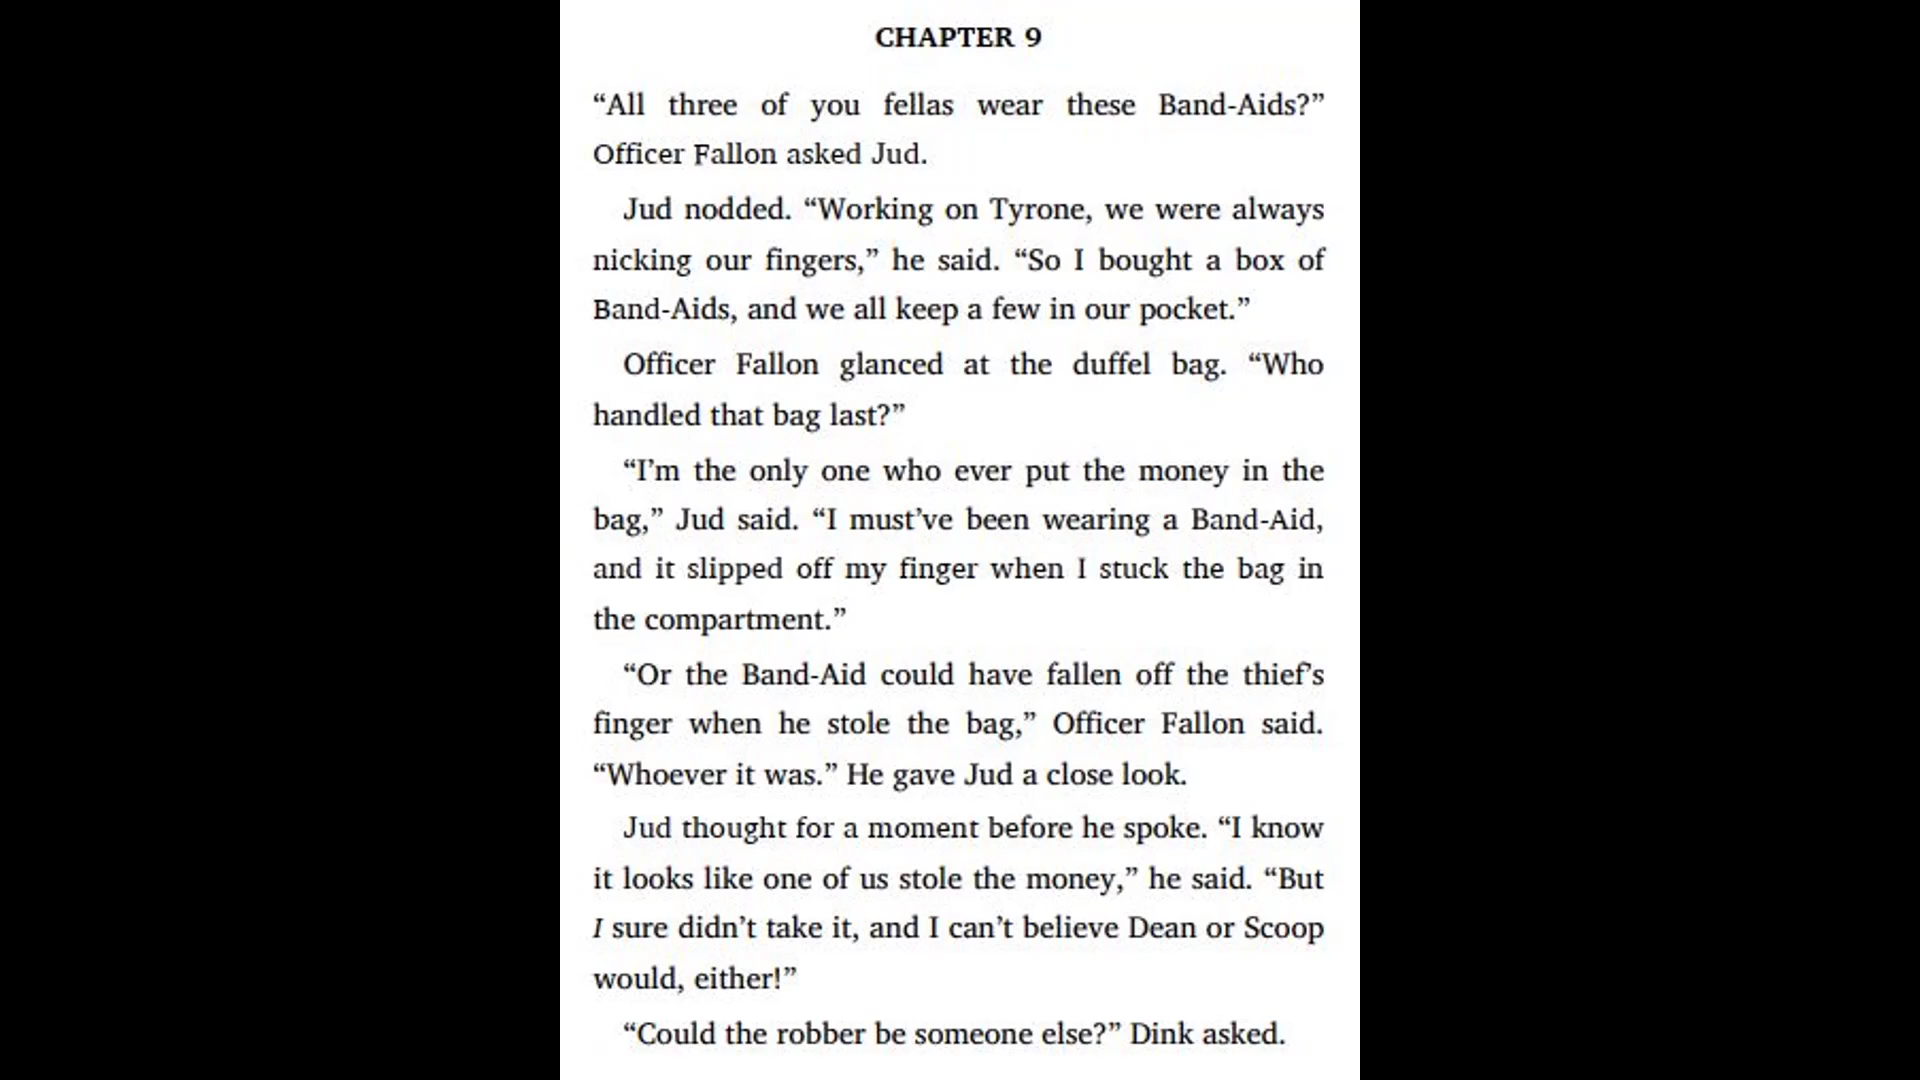 CHAPTER 9
“All three of you fellas wear these Band-Aids?”
Officer Fallon asked Jud.
Jud nodded. “Working on Tyrone, we were always
nicking our fingers,” he said. “So I bought a box of
Band-Aids, and we all keep a few in our pocket.”
Officer Fallon glanced at the duffel bag. “Who
handled that bag last?”
“I’m the only one who ever put the money in the
bag,” Jud said. “I must’ve been wearing a Band-Aid,
and it slipped off my finger when I stuck the bag in
the compartment.”
“Or the Band-Aid could have fallen off the thief’s
finger when he stole the bag,” Officer Fallon said.
“Whoever it was.” He gave Jud a close look.
Jud thought for a moment before he spoke. “I know
it looks like one of us stole the money,” he said. “But
I sure didn’t take it, and I can’t believe Dean or Scoop
would, either!”
“Could the robber be someone else?” Dink asked.